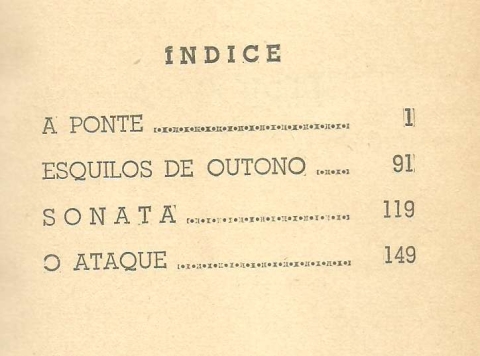 ÍNDICE
A PONTE 1
ESQUILOS DE OUTONO 91
SONATA 119
O ATAQUE 149